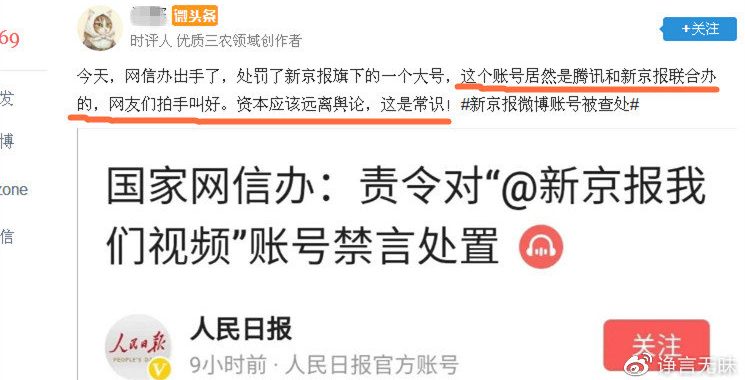 69
发
博
zone
信
微头条
时评人 优质三农领域创作者
+关注
今天，网信办出手了，处罚了新京报旗下的一个大号，这个账号居然是腾讯和新京报联合办
的，网友们拍手叫好。资本应该远离舆论，这是常识！#新京报微博账号被查处#
国家网信办：责令对“@新京报我
们视频”账号禁言处置
人民日报
PEOPLE'S DAILY
人民日报
9小时前 · 人民日报官方账号
关注
诤言无昧